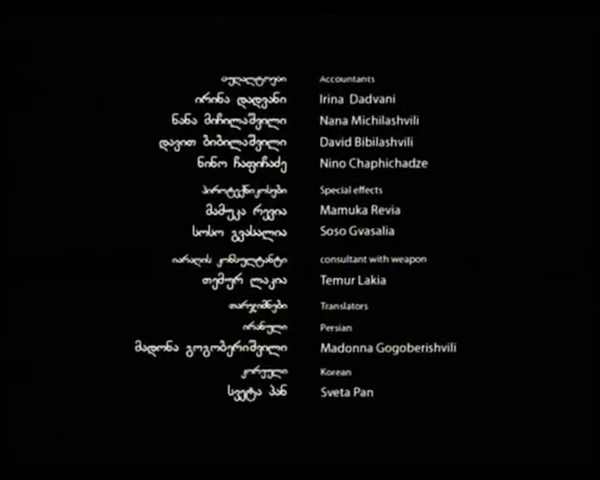 ბუღალტრები Accountants
ირინა დადვანი Irina Dadvani
ნანა მიჩილაშვილი Nana Michilashvili
დავით ბიბილაშვილი David Bibilashvili
ნინო ჩაფიჩაძე Nino Chaphichadze
პიროტექნიკოსები Special effects
მამუკა რევია Mamuka Revia
სოსო გვასალია Soso Gvasalia
იარაღის კონსულტანტი consultant with weapon
თემურ ლაკია Temur Lakia
თარჯიმნები Translators
ირანული Persian
მადონა გოგობერიშვილი Madonna Gogoberishvili
კორეული Korean
სვეტა პან Sveta Pan